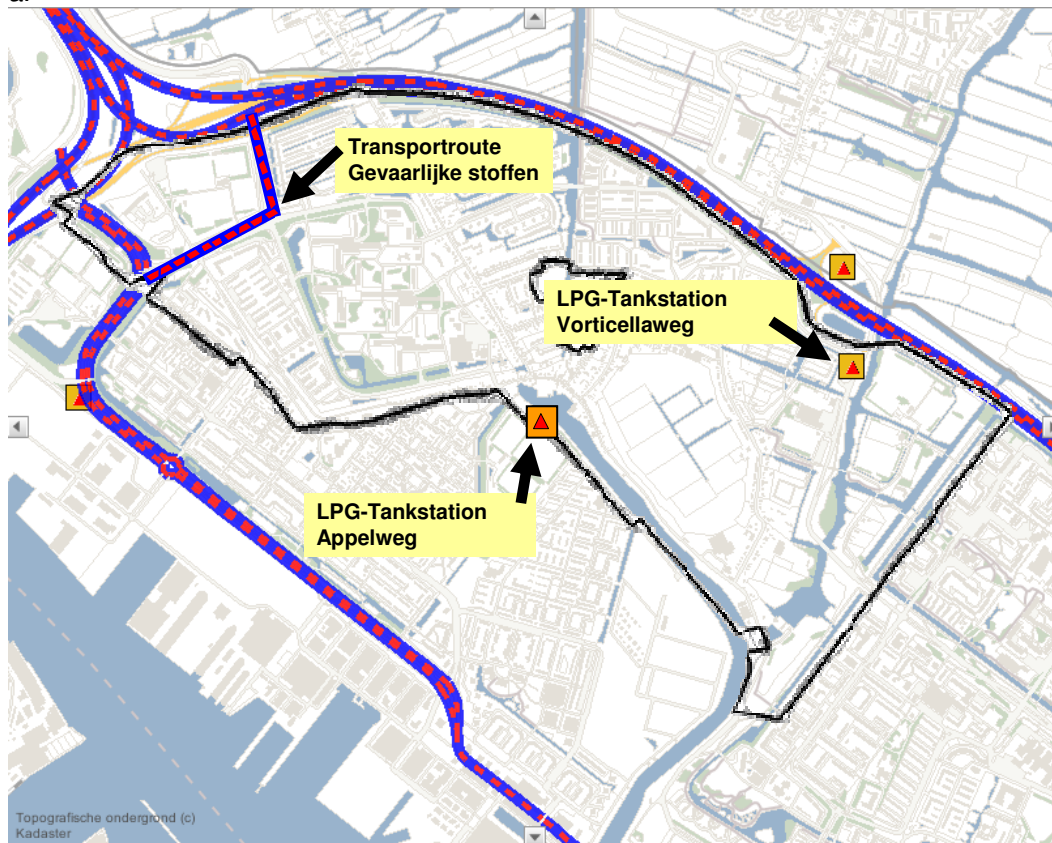 a.
Transportroute
Gevaarlijke stoffen
LPG-Tankstation
Vorticellaweg
LPG-Tankstation
Appelweg
Topografische ondergrond (c)
Kadaster